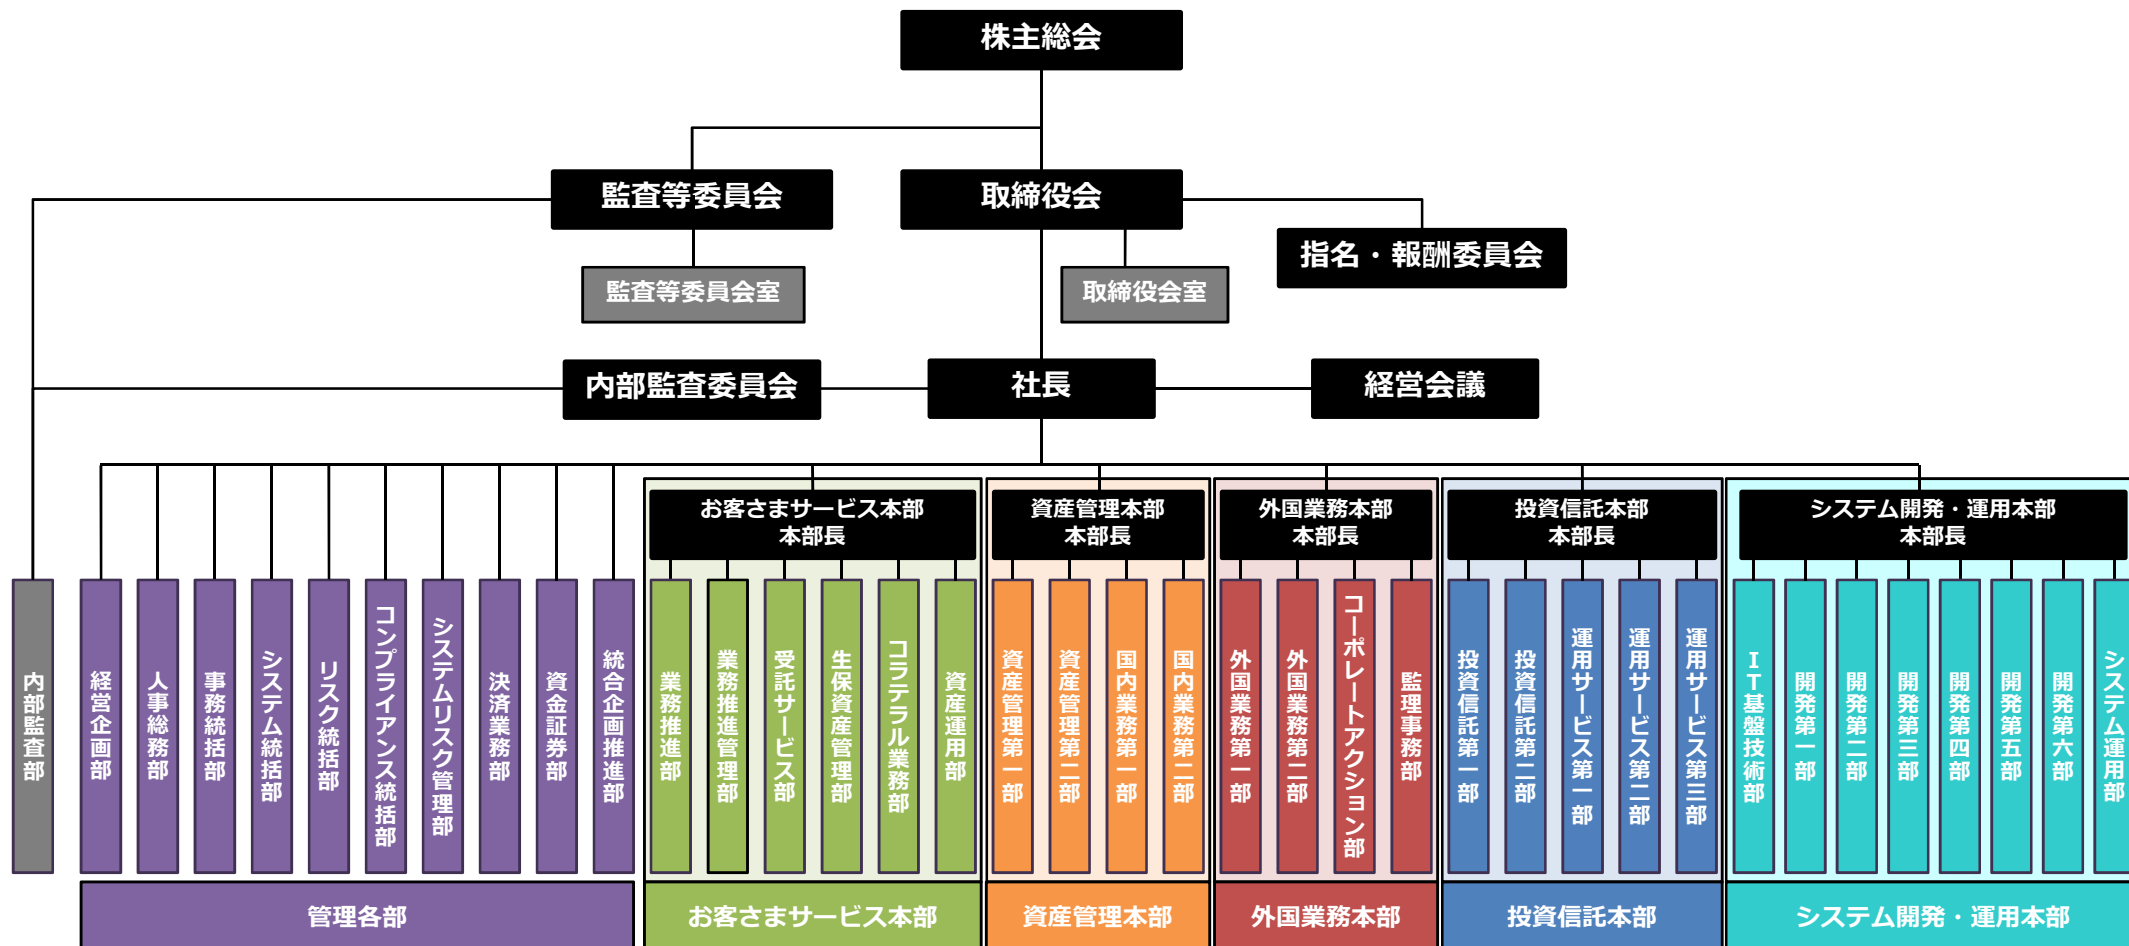 株主総会
監査等委員会
取締役会
指名・報酬委員会
監査等委員会室
取締役会室
内部監査委員会
社長
経営会議
お客さまサービス本部
本部長
資産管理本部
本部長
外国業務本部
本部長
投資信託本部
本部長
システム開発・運用本部
本部長
内部監査部
経営企画部
人事総務部
事務統括部
システム統括部
リスク統括部
コンプライアンス統括部
システムリスク管理部
決済業務部
資金証券部
統合企画推進部
業務推進部
業務推進管理部
受託サービス部
生保資産管理部
コラテラル業務部
資産運用部
資産管理第一部
資産管理第二部
国内業務第一部
国内業務第二部
外国業務第一部
外国業務第二部
コーポレートアクション部
監理事務部
投資信託第一部
投資信託第二部
運用サービス第一部
運用サービス第二部
運用サービス第三部
IT基盤技術部
開発第一部
開発第二部
開発第三部
開発第四部
開発第五部
開発第六部
システム運用部
管理各部
お客さまサービス本部
資産管理本部
外国業務本部
投資信託本部
システム開発・運用本部